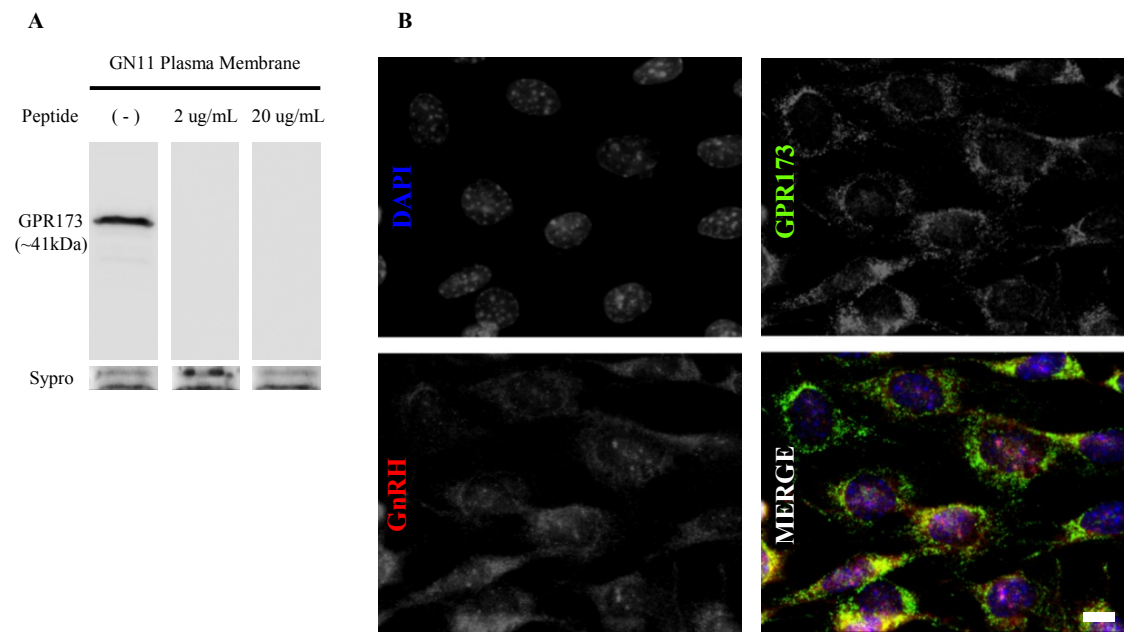 A
B
GN11 Plasma Membrane
Peptide
( - )
2 ug/mL
20 ug/mL
GPR173
(~41kDa)
Sypro
DAPI
GPR173
GnRH
MERGE